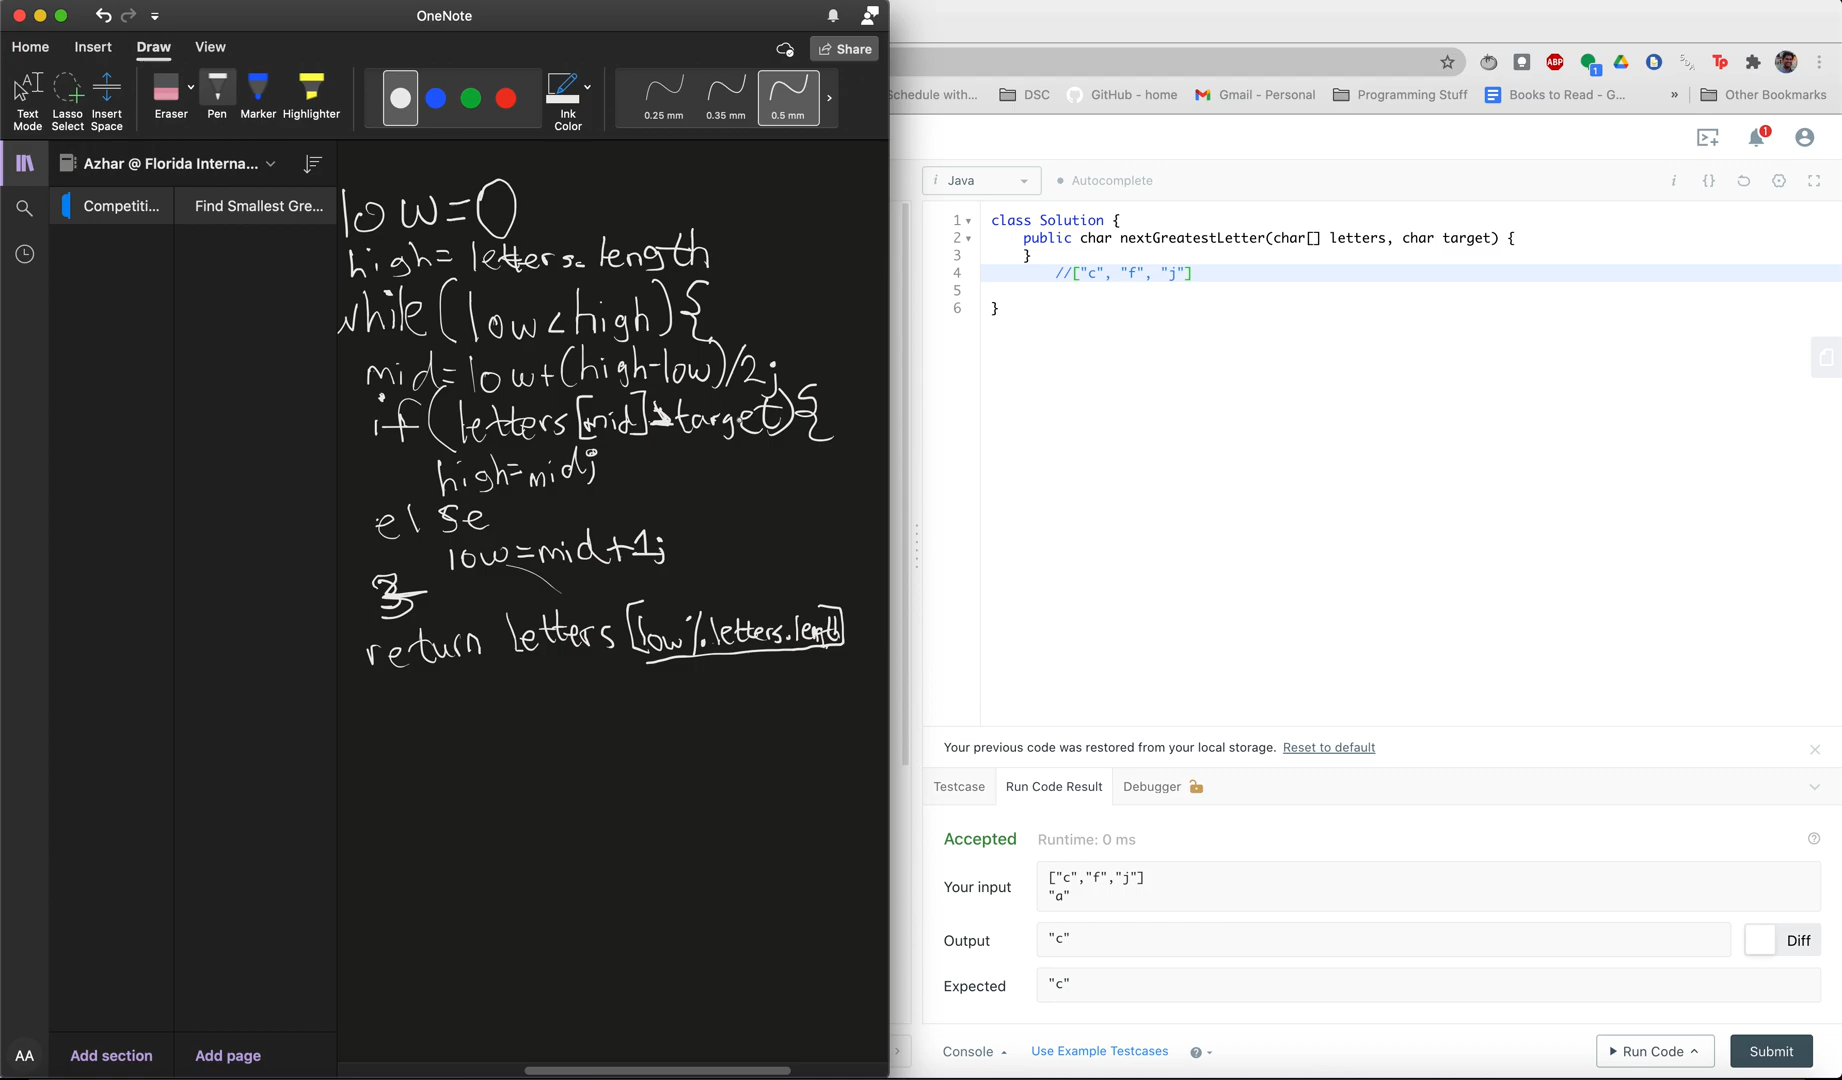 OneNote
Home Insert Draw View
Share
Text Mode
Lasso Select
Insert Space
Eraser
Pen
Marker
Highlighter
Ink Color
0.25 mm
0.35 mm
0.5 mm
Azhar @ Florida Interna...
Competiti...
Find Smallest Gre...
low=0
high= letters.length
while (low<high){
mid=low+(high-low)/2;
if (letters[mid]>target){
high=mid;
else
low=mid+1;
}
return letters [low%letters.length]
AA
Add section
Add page
ABP
1
Tp
Schedule with...
DSC
GitHub - home
Gmail - Personal
Programming Stuff
Books to Read - G...
»
Other Bookmarks
1
i Java
Autocomplete
i {}
1 class Solution {
2 public char nextGreatestLetter(char[] letters, char target) {
3 }
4 //["c", "f", "j"]
5
6 }
Your previous code was restored from your local storage. Reset to default
Testcase
Run Code Result
Debugger
Accepted Runtime: 0 ms
Your input
["c","f","j"]
"a"
Output
"c"
Diff
Expected
"c"
Console
Use Example Testcases
Run Code
Submit